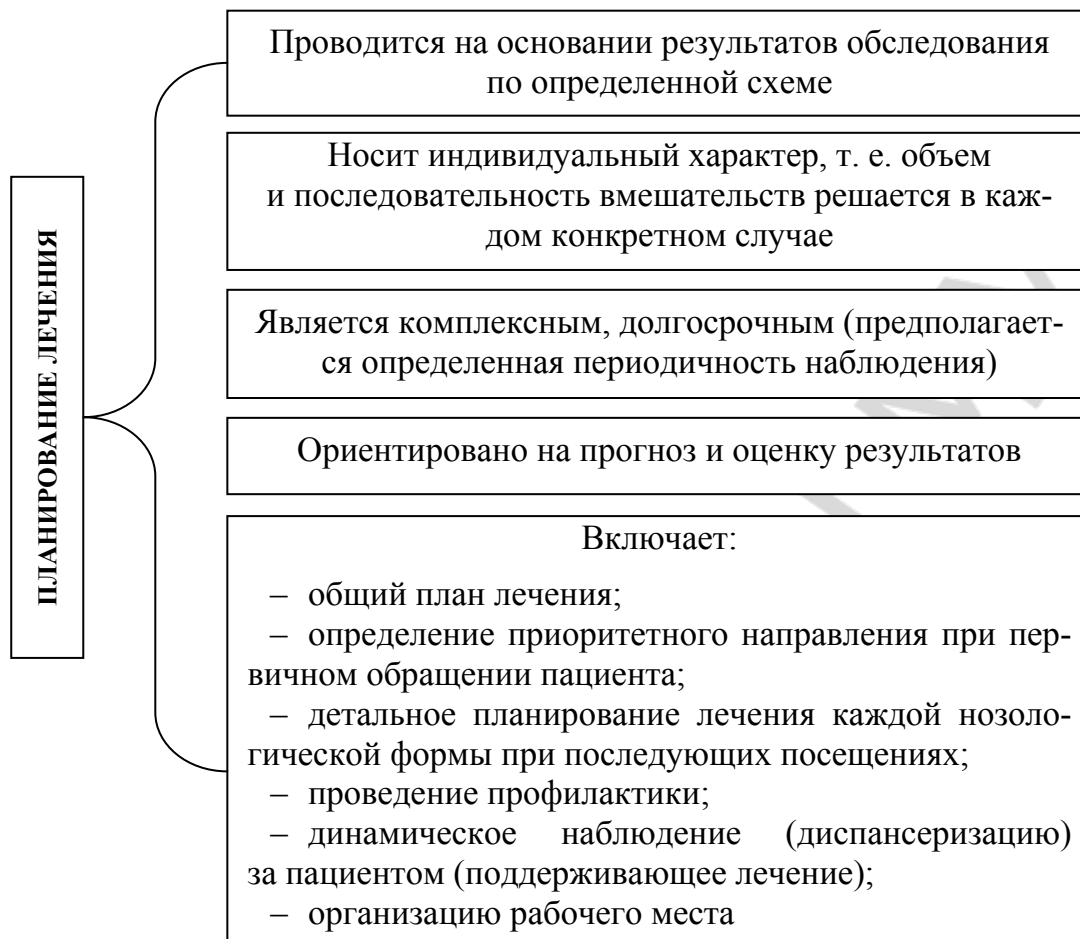 ПЛАНИРОВАНИЕ ЛЕЧЕНИЯ
Проводится на основании результатов обследования
по определенной схеме
Носит индивидуальный характер, т. е. объем
и последовательность вмешательств решается в каж-
дом конкретном случае
Является комплексным, долгосрочным (предполагает-
ся определенная периодичность наблюдения)
Ориентировано на прогноз и оценку результатов
Включает:
– общий план лечения;
– определение приоритетного направления при пер-
вичном обращении пациента;
– детальное планирование лечения каждой нозоло-
гической формы при последующих посещениях;
– проведение профилактики;
– динамическое наблюдение (диспансеризацию)
за пациентом (поддерживающее лечение);
– организацию рабочего места